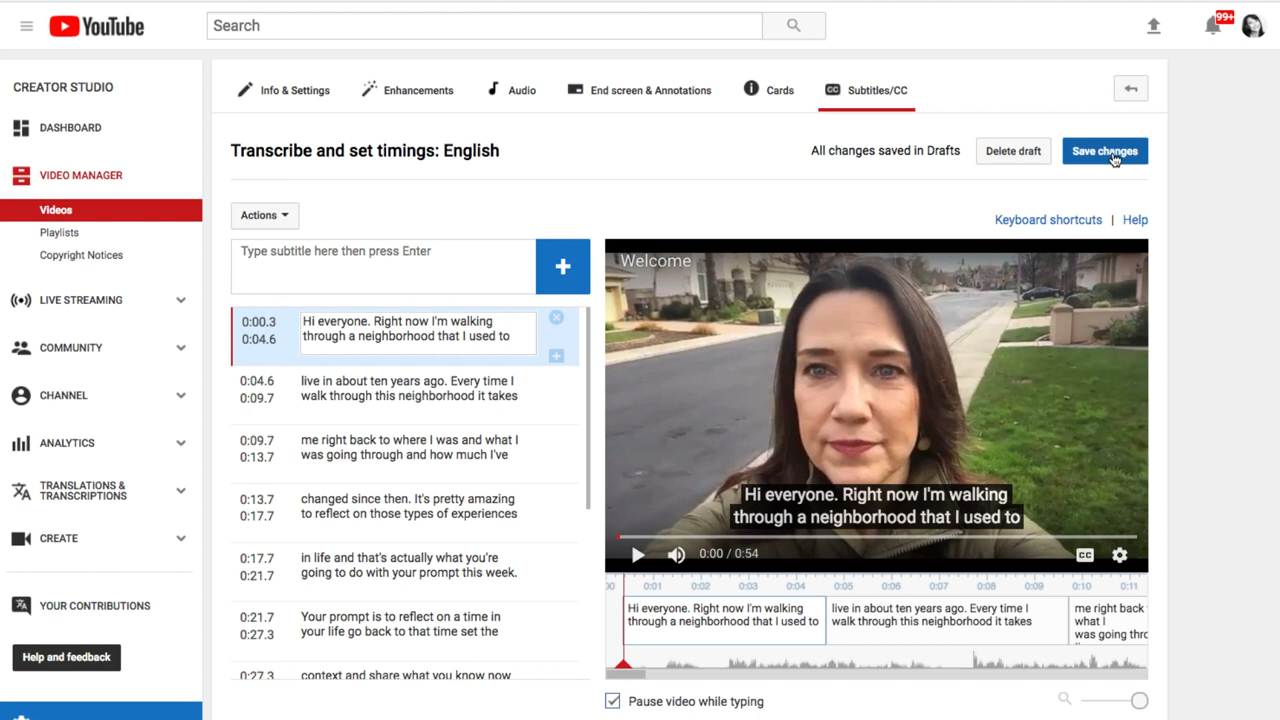 YouTube
Search
99+
CREATOR STUDIO
DASHBOARD
VIDEO MANAGER
Videos
Playlists
Copyright Notices
LIVE STREAMING
COMMUNITY
CHANNEL
ANALYTICS
TRANSLATIONS &
TRANSCRIPTIONS
CREATE
YOUR CONTRIBUTIONS
Help and feedback
Info & Settings
Enhancements
Audio
End screen & Annotations
Cards
CC Subtitles/CC
Transcribe and set timings: English
All changes saved in Drafts
Delete draft
Save changes
Actions
Keyboard shortcuts | Help
Type subtitle here then press Enter
0:00.3 Hi everyone. Right now I'm walking
0:04.6 through a neighborhood that I used to
0:04.6 live in about ten years ago. Every time I
0:09.7 walk through this neighborhood it takes
0:09.7 me right back to where I was and what I
0:13.7 was going through and how much I've
0:13.7 changed since then. It's pretty amazing
0:17.7 to reflect on those types of experiences
0:17.7 in life and that's actually what you're
0:21.7 going to do with your prompt this week.
0:21.7 Your prompt is to reflect on a time in
0:27.3 your life go back to that time set the
0:27.3 context and share what you know now
Welcome
Hi everyone. Right now I'm walking
through a neighborhood that I used to
0:00 / 0:54
CC
00 0:01 0:02 0:03 0:04 0:05 0:06 0:07 0:08 0:09 0:10 0:11
Hi everyone. Right now I'm walking
through a neighborhood that I used to
live in about ten years ago. Every time I
walk through this neighborhood it takes
me right back
what I
was going thro
Pause video while typing